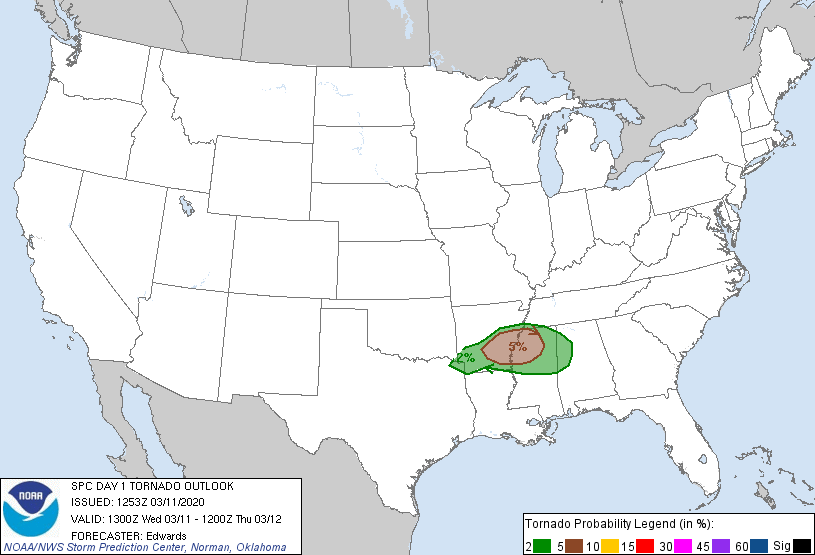 2%
5%
NOAA
SPC DAY 1 TORNADO OUTLOOK
ISSUED: 1253Z 03/11/2020
VALID: 1300Z Wed 03/11 - 1200Z Thu 03/12
FORECASTER: Edwards
NOAA/NWS Storm Prediction Center, Norman, Oklahoma
Tornado Probability Legend (in %):
2 5 10 15 30 45 60 Sig